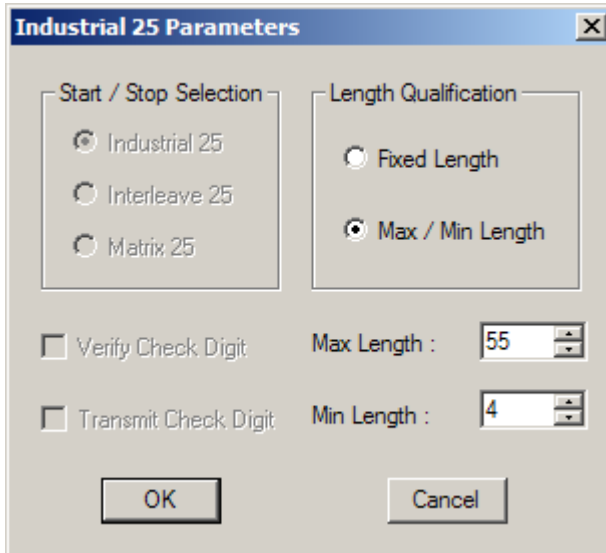 Industrial 25 Parameters
Start / Stop Selection
Industrial 25
Interleave 25
Matrix 25
Length Qualification
Fixed Length
Max / Min Length
Verify Check Digit
Max Length : 55
Transmit Check Digit
Min Length : 4
OK
Cancel